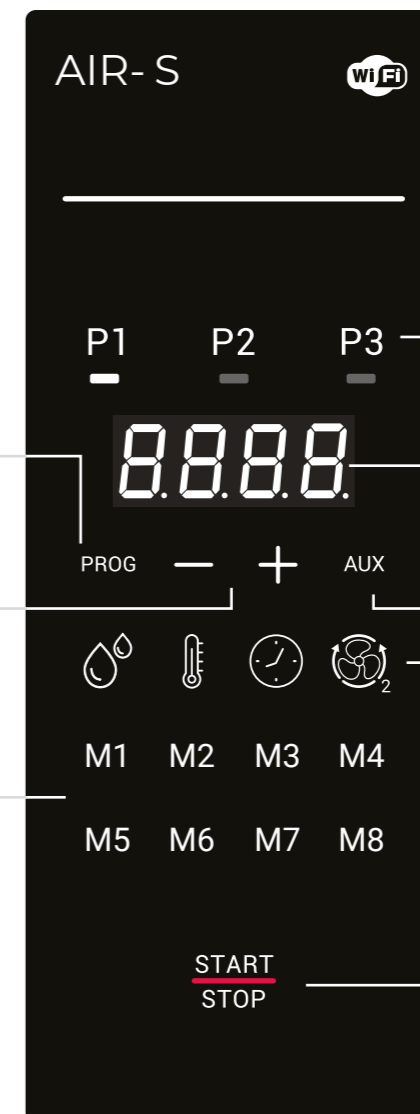 AIR-S WiFi
P1 P2 P3
8.8.8.8.
PROG − + AUX
2
M1 M2 M3 M4
M5 M6 M7 M8
START
STOP